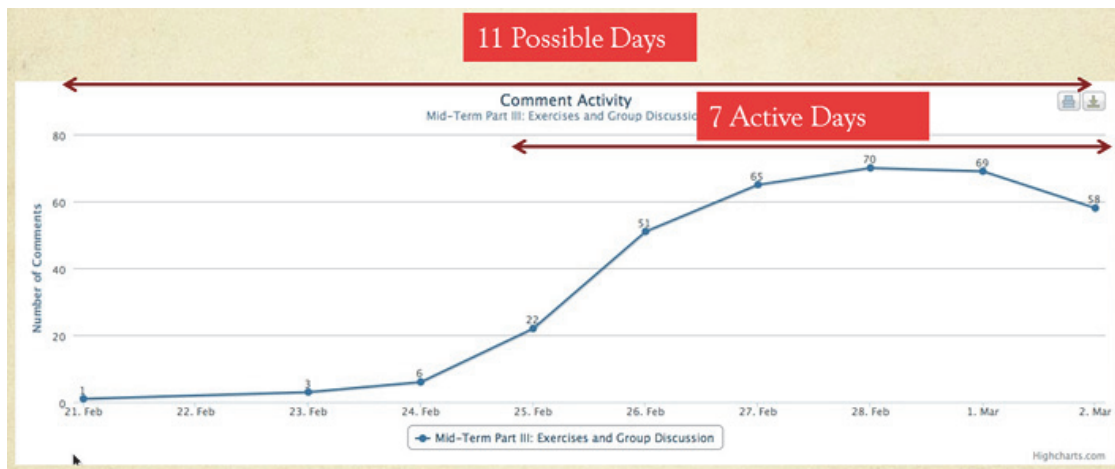 11 Possible Days
Comment Activity
Mid-Term Part III: Exercises and Group Discussion
7 Active Days
80
60
40
20
0
Number of Comments
1
3
6
22
51
65
70
69
58
21. Feb
22. Feb
23. Feb
24. Feb
25. Feb
26. Feb
27. Feb
28. Feb
1. Mar
2. Mar
Mid-Term Part III: Exercises and Group Discussion
Highcharts.com